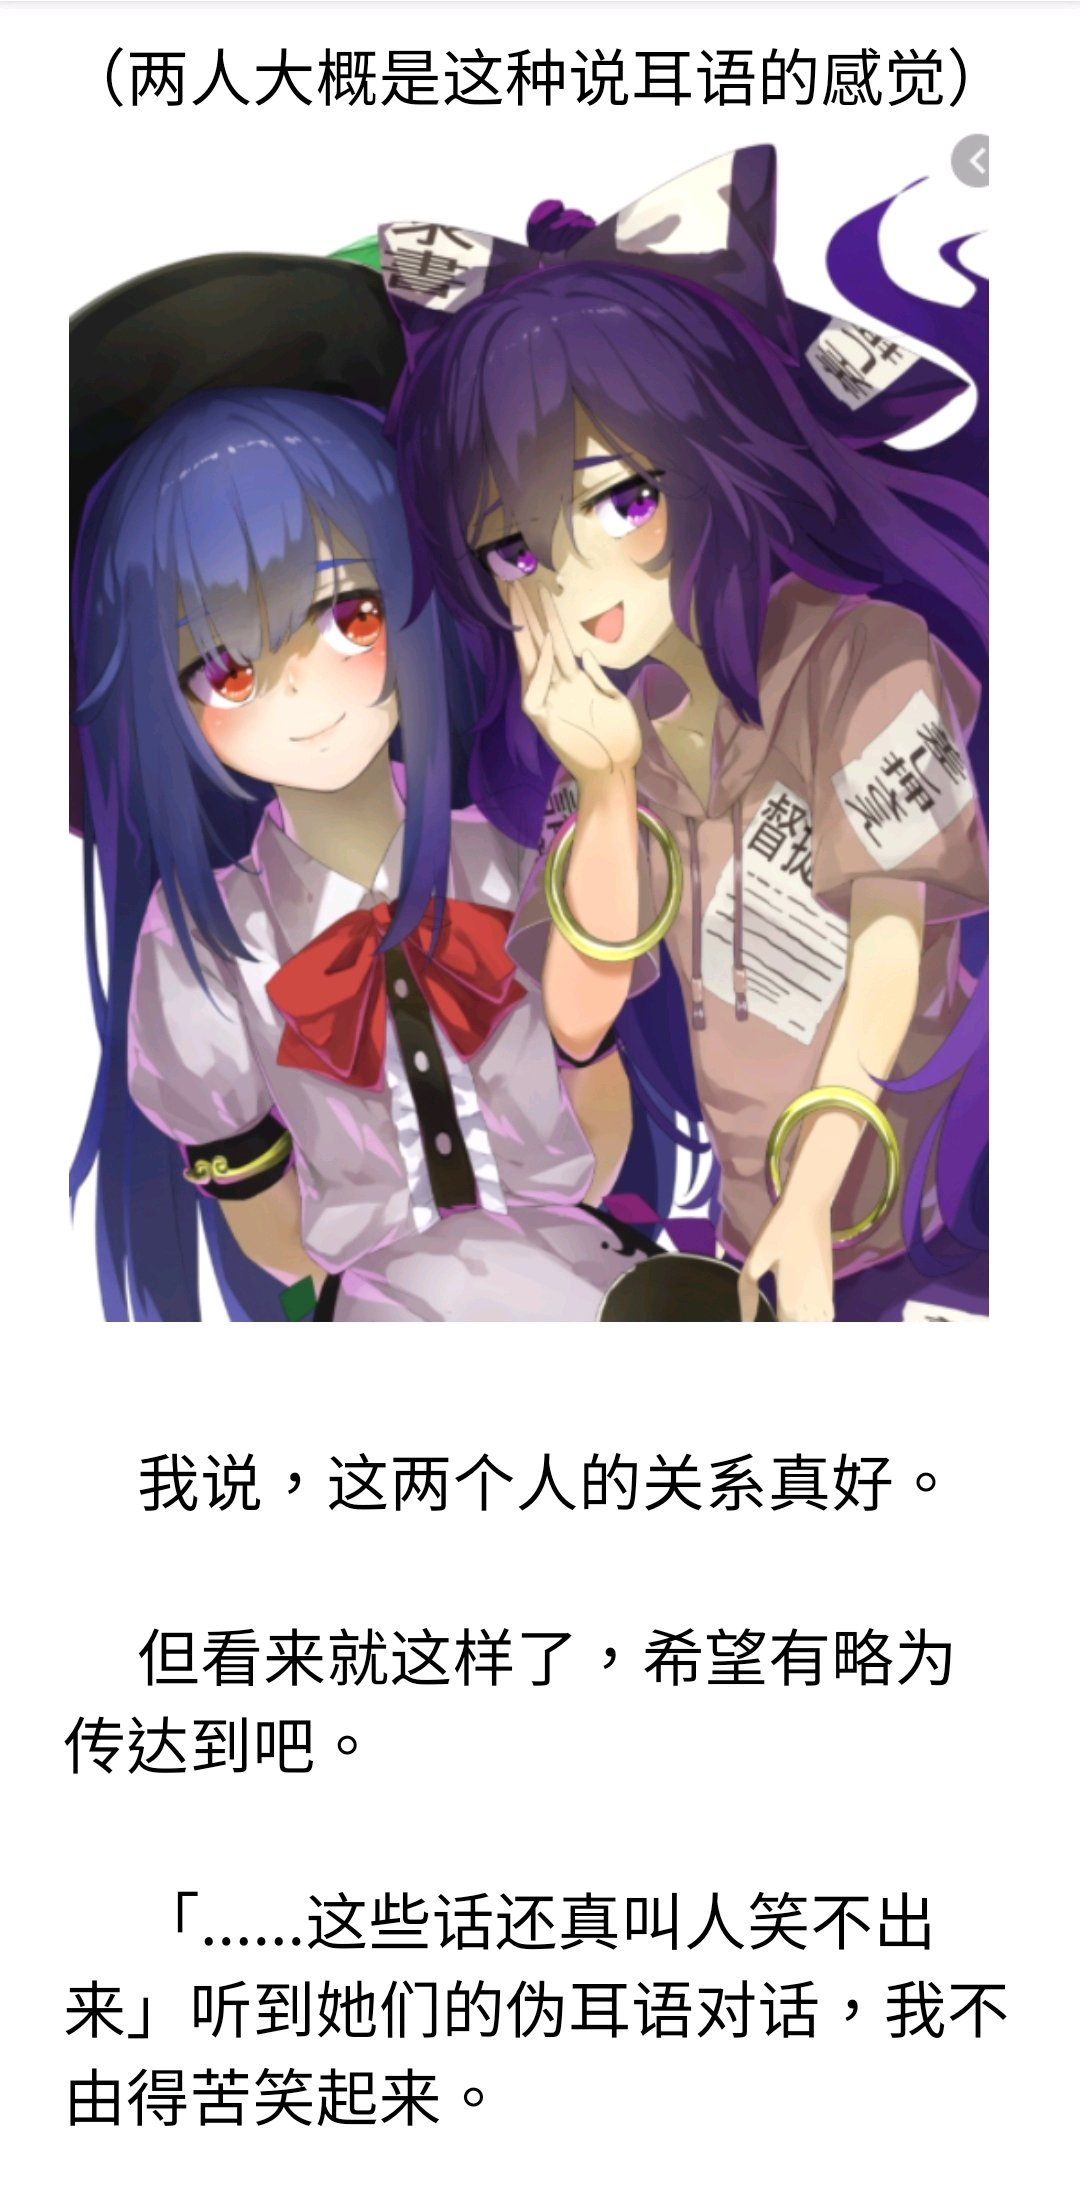 （两人大概是这种说耳语的感觉）
督促
我说，这两个人的关系真好。
但看来就这样了，希望有略为
传达到吧。
「......这些话还真叫人笑不出
来」听到她们的伪耳语对话，我不
由得苦笑起来。